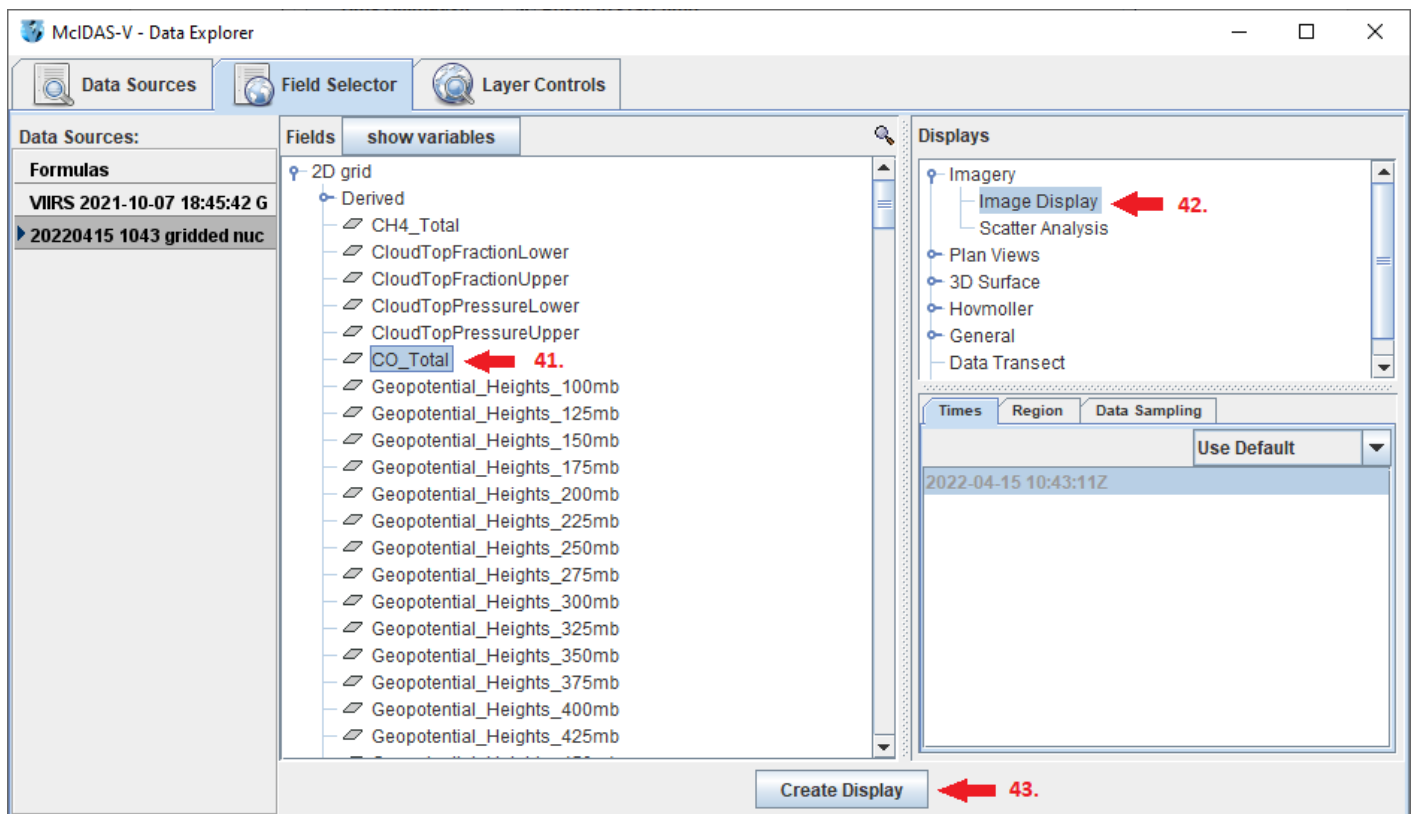 McIDAS-V - Data Explorer
Data Sources
Field Selector
Layer Controls
Data Sources:
Formulas
VIIRS 2021-10-07 18:45:42 G
20220415 1043 gridded nuc
Fields
show variables
2D grid
Derived
CH4_Total
CloudTopFractionLower
CloudTopFractionUpper
CloudTopPressureLower
CloudTopPressureUpper
CO_Total 41.
Geopotential_Heights_100mb
Geopotential_Heights_125mb
Geopotential_Heights_150mb
Geopotential_Heights_175mb
Geopotential_Heights_200mb
Geopotential_Heights_225mb
Geopotential_Heights_250mb
Geopotential_Heights_275mb
Geopotential_Heights_300mb
Geopotential_Heights_325mb
Geopotential_Heights_350mb
Geopotential_Heights_375mb
Geopotential_Heights_400mb
Geopotential_Heights_425mb
Displays
Imagery
Image Display 42.
Scatter Analysis
Plan Views
3D Surface
Hovmoller
General
Data Transect
Times
Region
Data Sampling
Use Default
2022-04-15 10:43:11Z
Create Display 43.